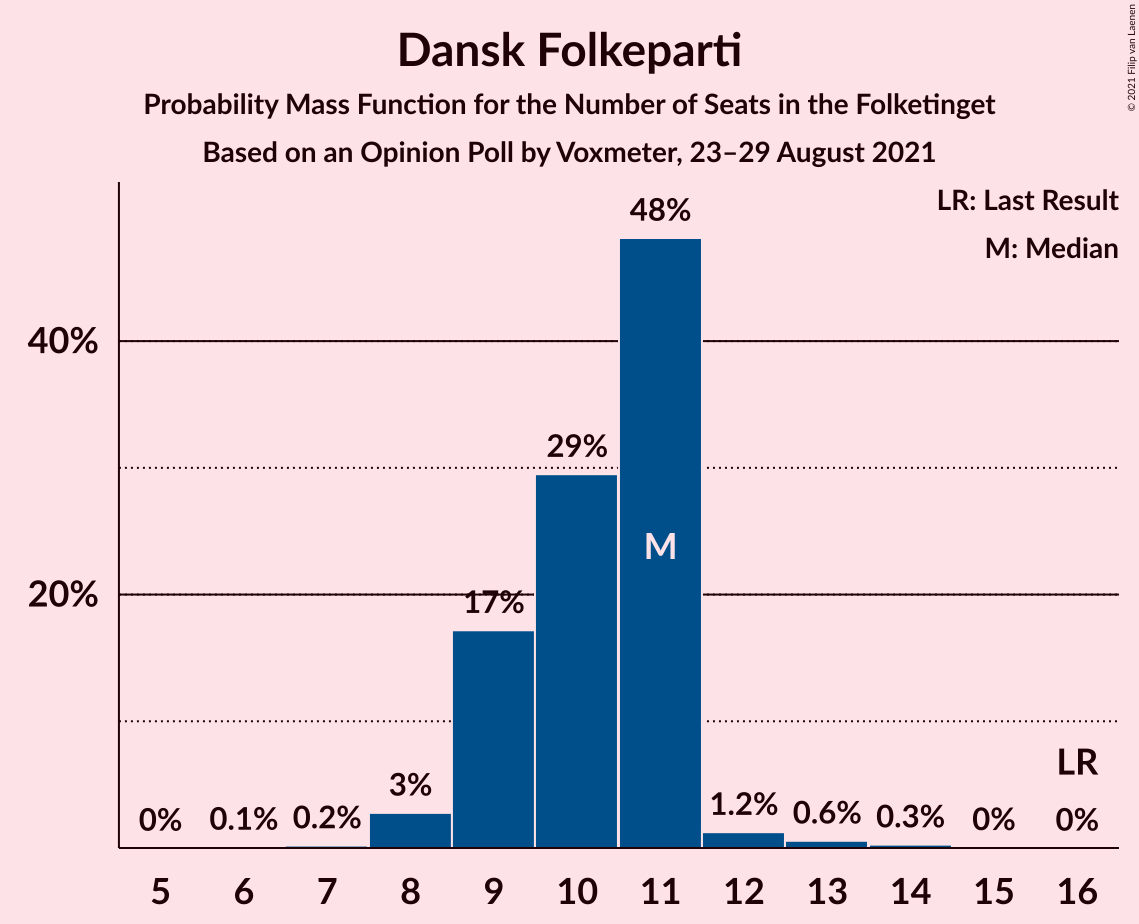 Dansk Folkeparti
Probability Mass Function for the Number of Seats in the Folketinget
Based on an Opinion Poll by Voxmeter, 23–29 August 2021
© 2021 Filip van Laenen
LR: Last Result
M: Median
48%
40%
29%
M
20%
17%
LR
3%
0% 0.1% 0.2% 1.2% 0.6% 0.3% 0% 0%
5 6 7 8 9 10 11 12 13 14 15 16